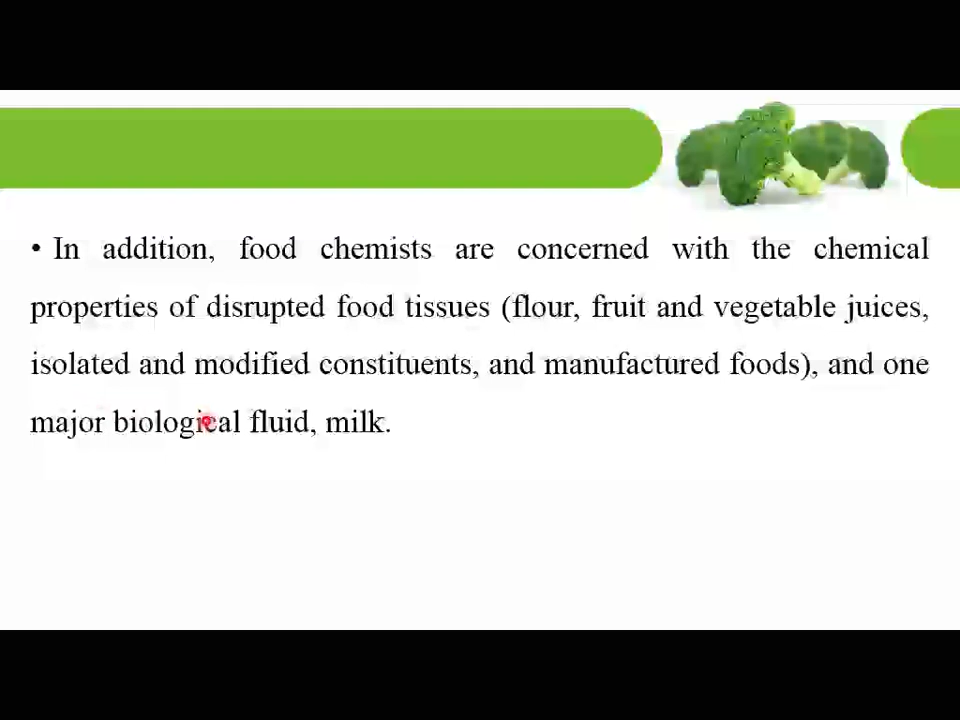 • In addition, food chemists are concerned with the chemical
properties of disrupted food tissues (flour, fruit and vegetable juices,
isolated and modified constituents, and manufactured foods), and one
major biological fluid, milk.